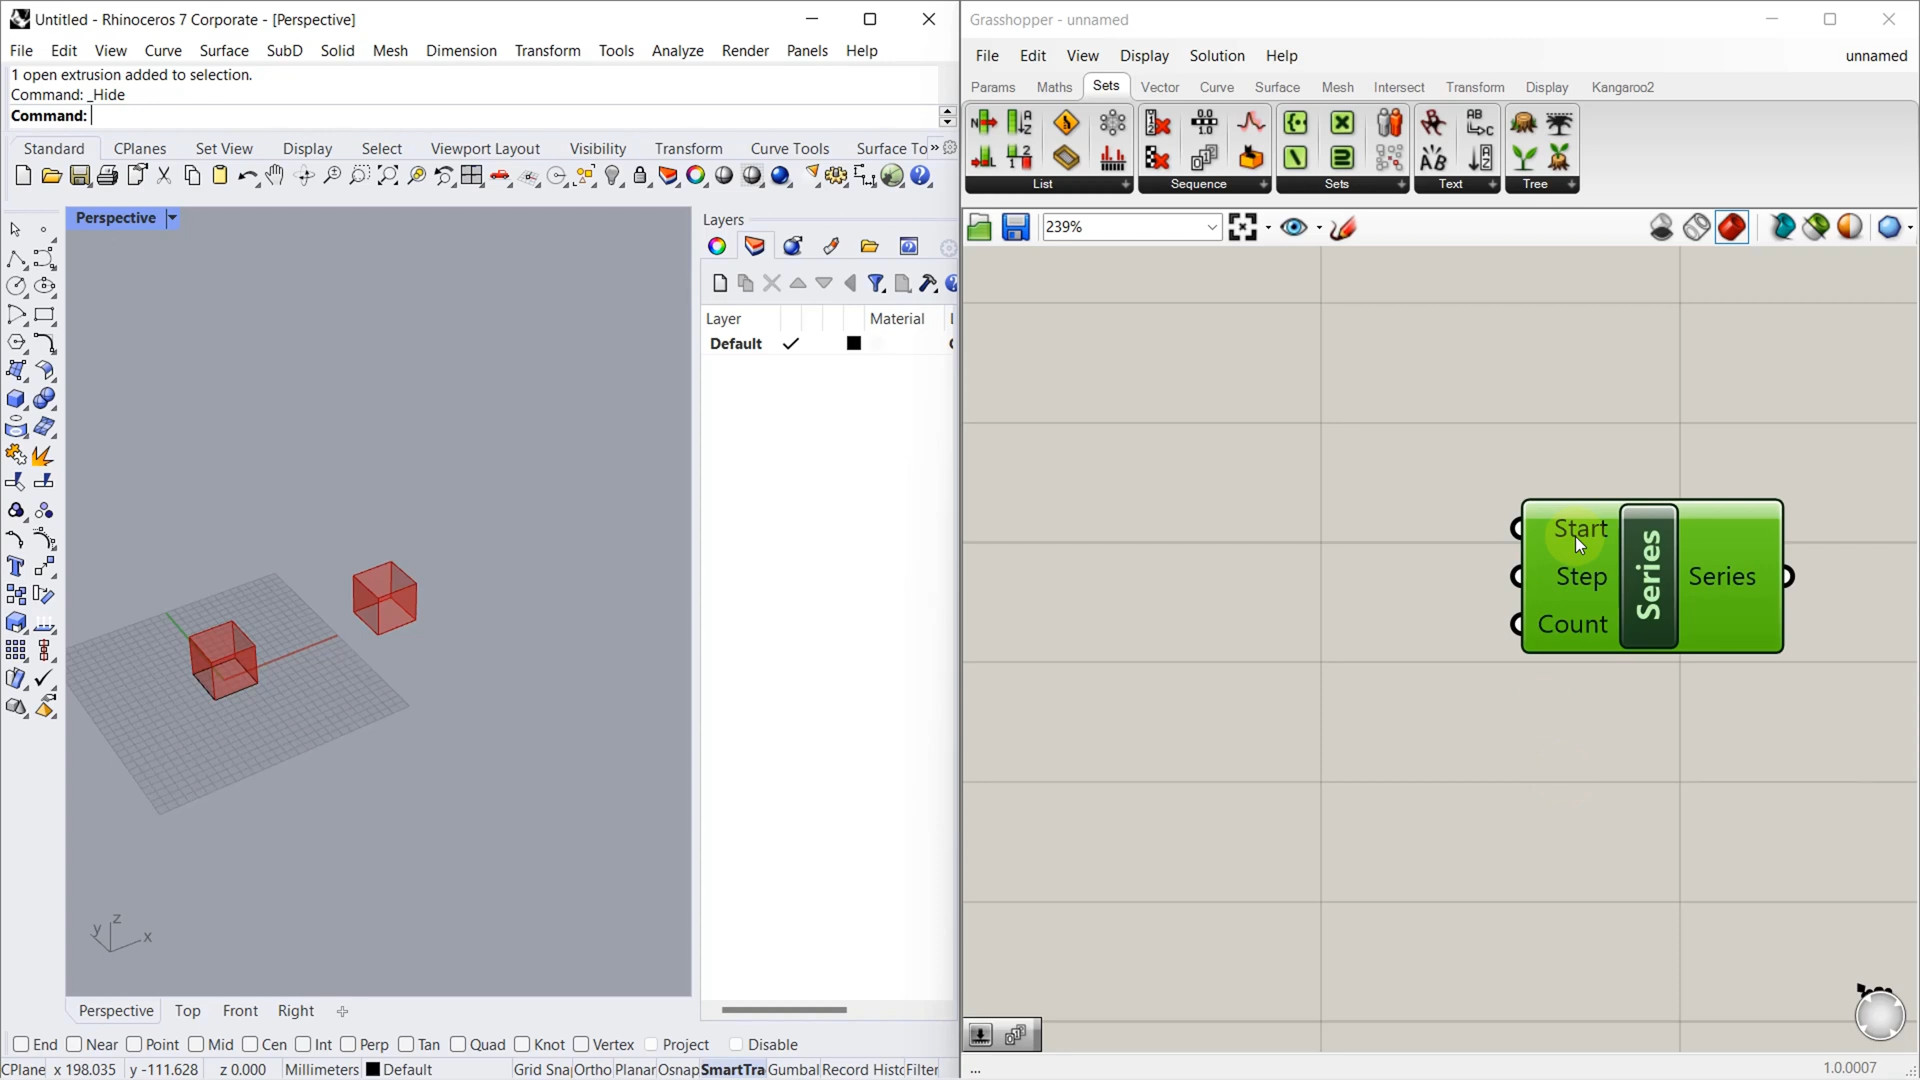 Untitled - Rhinoceros 7 Corporate - [Perspective]
File Edit View Curve Surface SubD Solid Mesh Dimension Transform Tools Analyze Render Panels Help
1 open extrusion added to selection.
Command: _Hide
Command:
Standard CPlanes Set View Display Select Viewport Layout Visibility Transform Curve Tools Surface To
Perspective
Layers
Layer Material
Default
z
y
x
Perspective Top Front Right
End Near Point Mid Cen Int Perp Tan Quad Knot Vertex Project Disable
CPlane x 198.035 y -111.628 z 0.000 Millimeters Default Grid Sna Ortho Planar Osnap SmartTra Gumbal Record Histo Filter
Grasshopper - unnamed
File Edit View Display Solution Help unnamed
Params Maths Sets Vector Curve Surface Mesh Intersect Transform Display Kangaroo2
List Sequence Sets Text Tree
239%
Start
Step
Count
Series
Series
...
1.0.0007